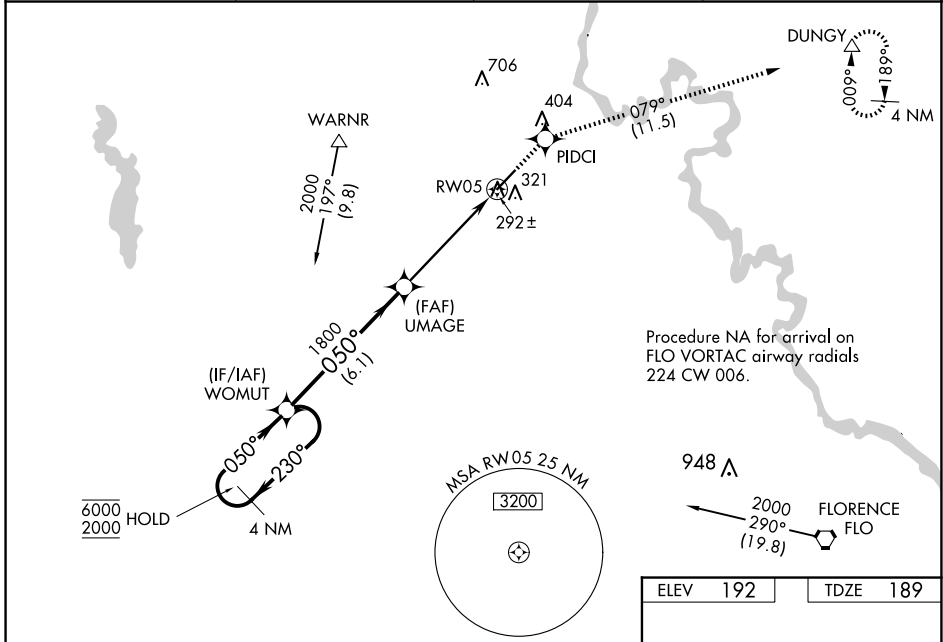 DUNGY
009°
189°
4 NM
706
404
079°
(11.5)
WARNR
PIDCI
RW05
321
292±
2000
197°
(9.8)
(FAF)
UMAGE
1800
050°
(6.1)
Procedure NA for arrival on
FLO VORTAC airway radials
224 CW 006.
(IF/IAF)
WOMUT
050°
230°
6000
2000
HOLD
4 NM
MSA RW05 25 NM
3200
948
2000
290°
(19.8)
FLORENCE
FLO
ELEV 192
TDZE 189